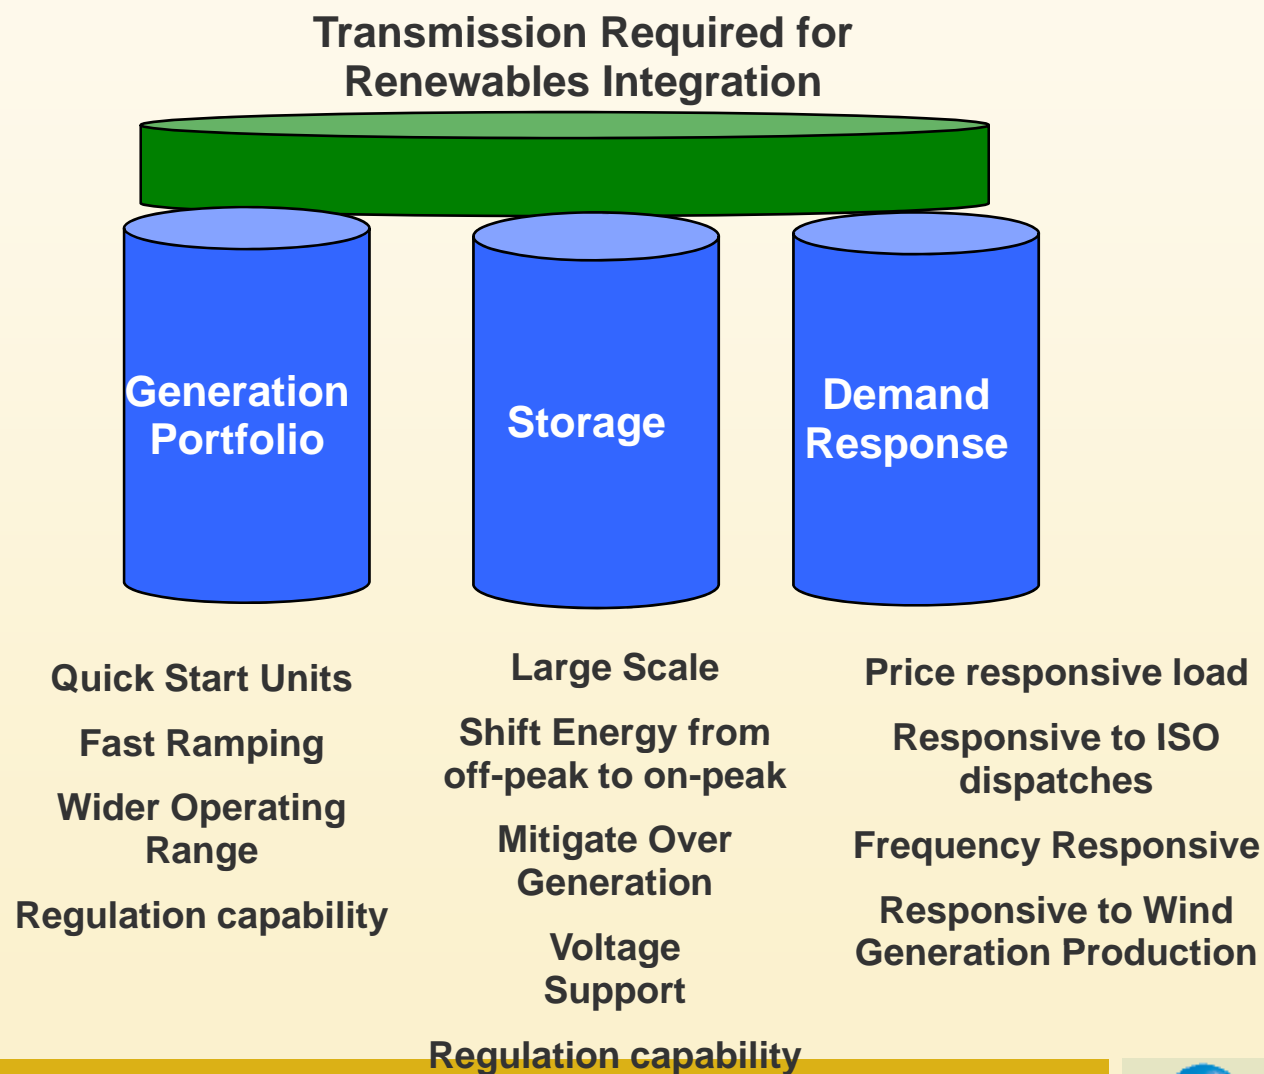 Transmission Required for
Renewables Integration
Generation
Portfolio
Storage
Demand
Response
Quick Start Units
Fast Ramping
Wider Operating
Range
Regulation capability
Large Scale
Shift Energy from
off-peak to on-peak
Mitigate Over
Generation
Voltage
Support
Regulation capability
Price responsive load
Responsive to ISO
dispatches
Frequency Responsive
Responsive to Wind
Generation Production